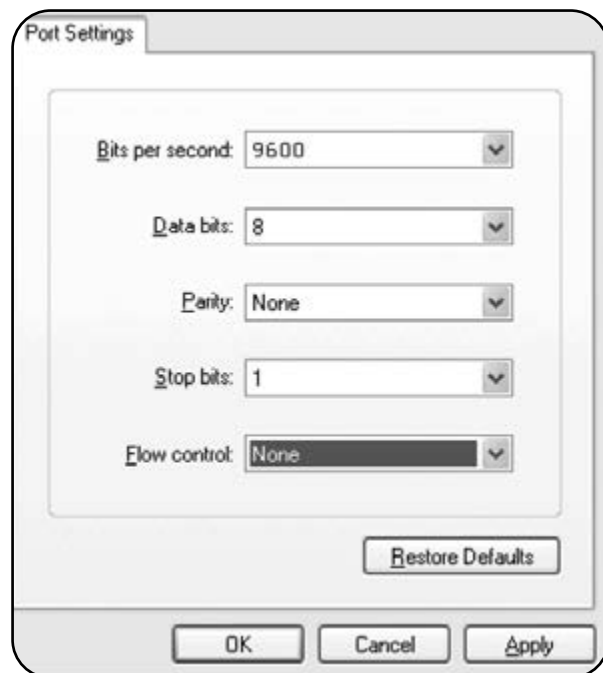 Port Settings
Bits per second: 9600
Data bits: 8
Parity: None
Stop bits: 1
Flow control: None
Restore Defaults
OK Cancel Apply